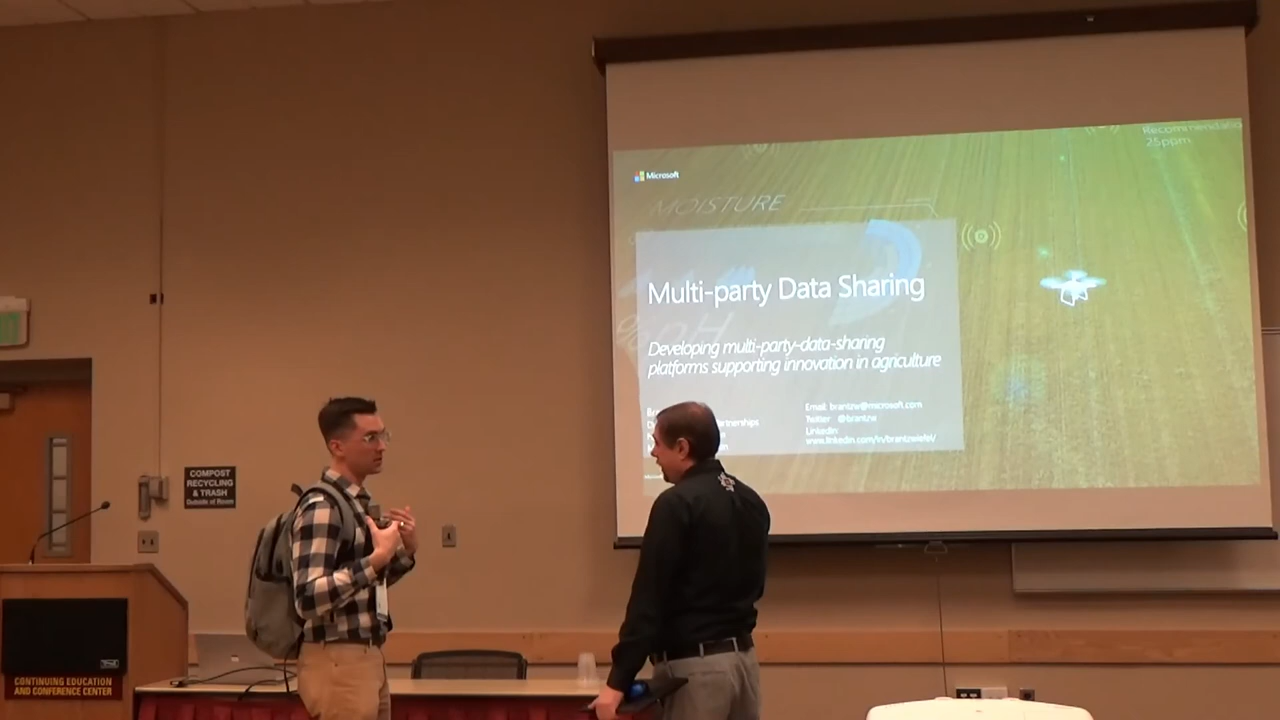 Recommendatio
25ppm
Microsoft
MOISTURE
Multi-party Data Sharing
Developing multi-party-data-sharing
platforms supporting innovation in agriculture
Email: brantzw@microsoft.com
Twitter @brantzw
LinkedIn:
www.linkedin.com/in/brantzwiefel/
COMPOST
RECYCLING
& TRASH
Outside of Room
CONTINUING EDUCATION
AND CONFERENCE CENTER